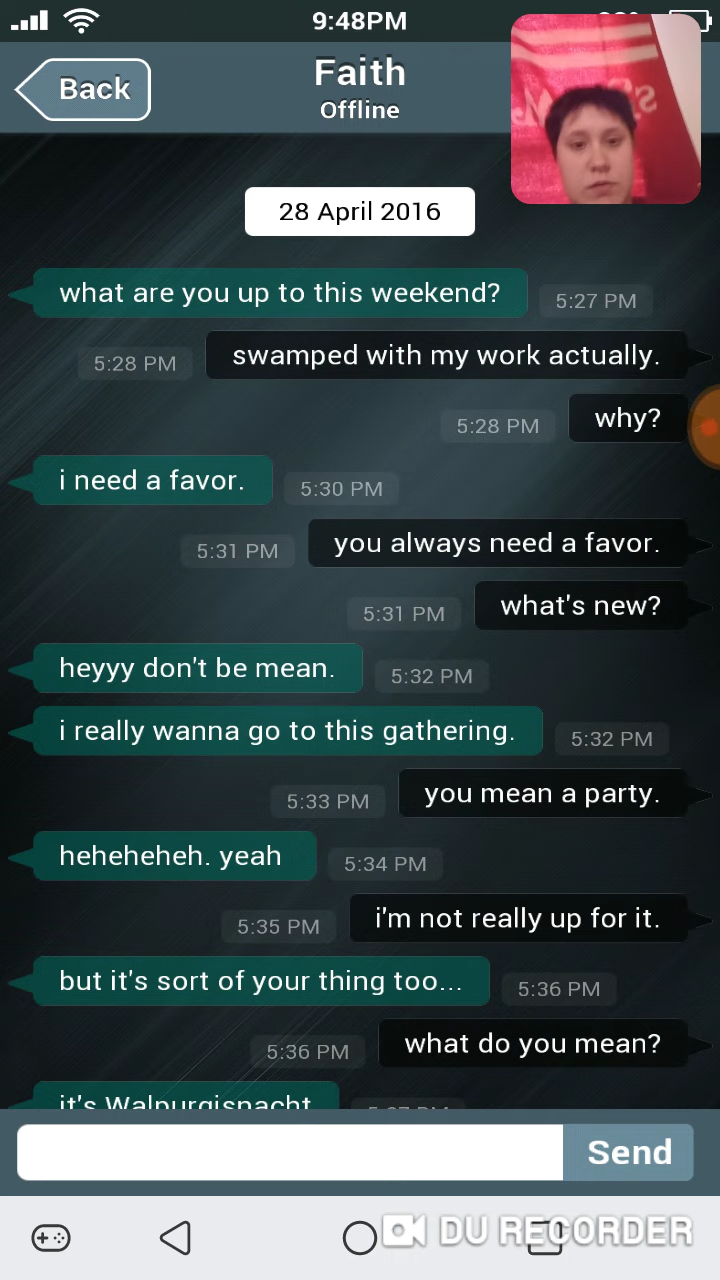 9:48PM
Back
Faith
Offline
28 April 2016
what are you up to this weekend?
5:27 PM
5:28 PM
swamped with my work actually.
5:28 PM
why?
i need a favor.
5:30 PM
5:31 PM
you always need a favor.
5:31 PM
what's new?
heyyy don't be mean.
5:32 PM
i really wanna go to this gathering.
5:32 PM
5:33 PM
you mean a party.
heheheheh. yeah
5:34 PM
5:35 PM
i'm not really up for it.
but it's sort of your thing too...
5:36 PM
5:36 PM
what do you mean?
it's Walpurgisnacht
5:37 PM
Send
DU RECORDER